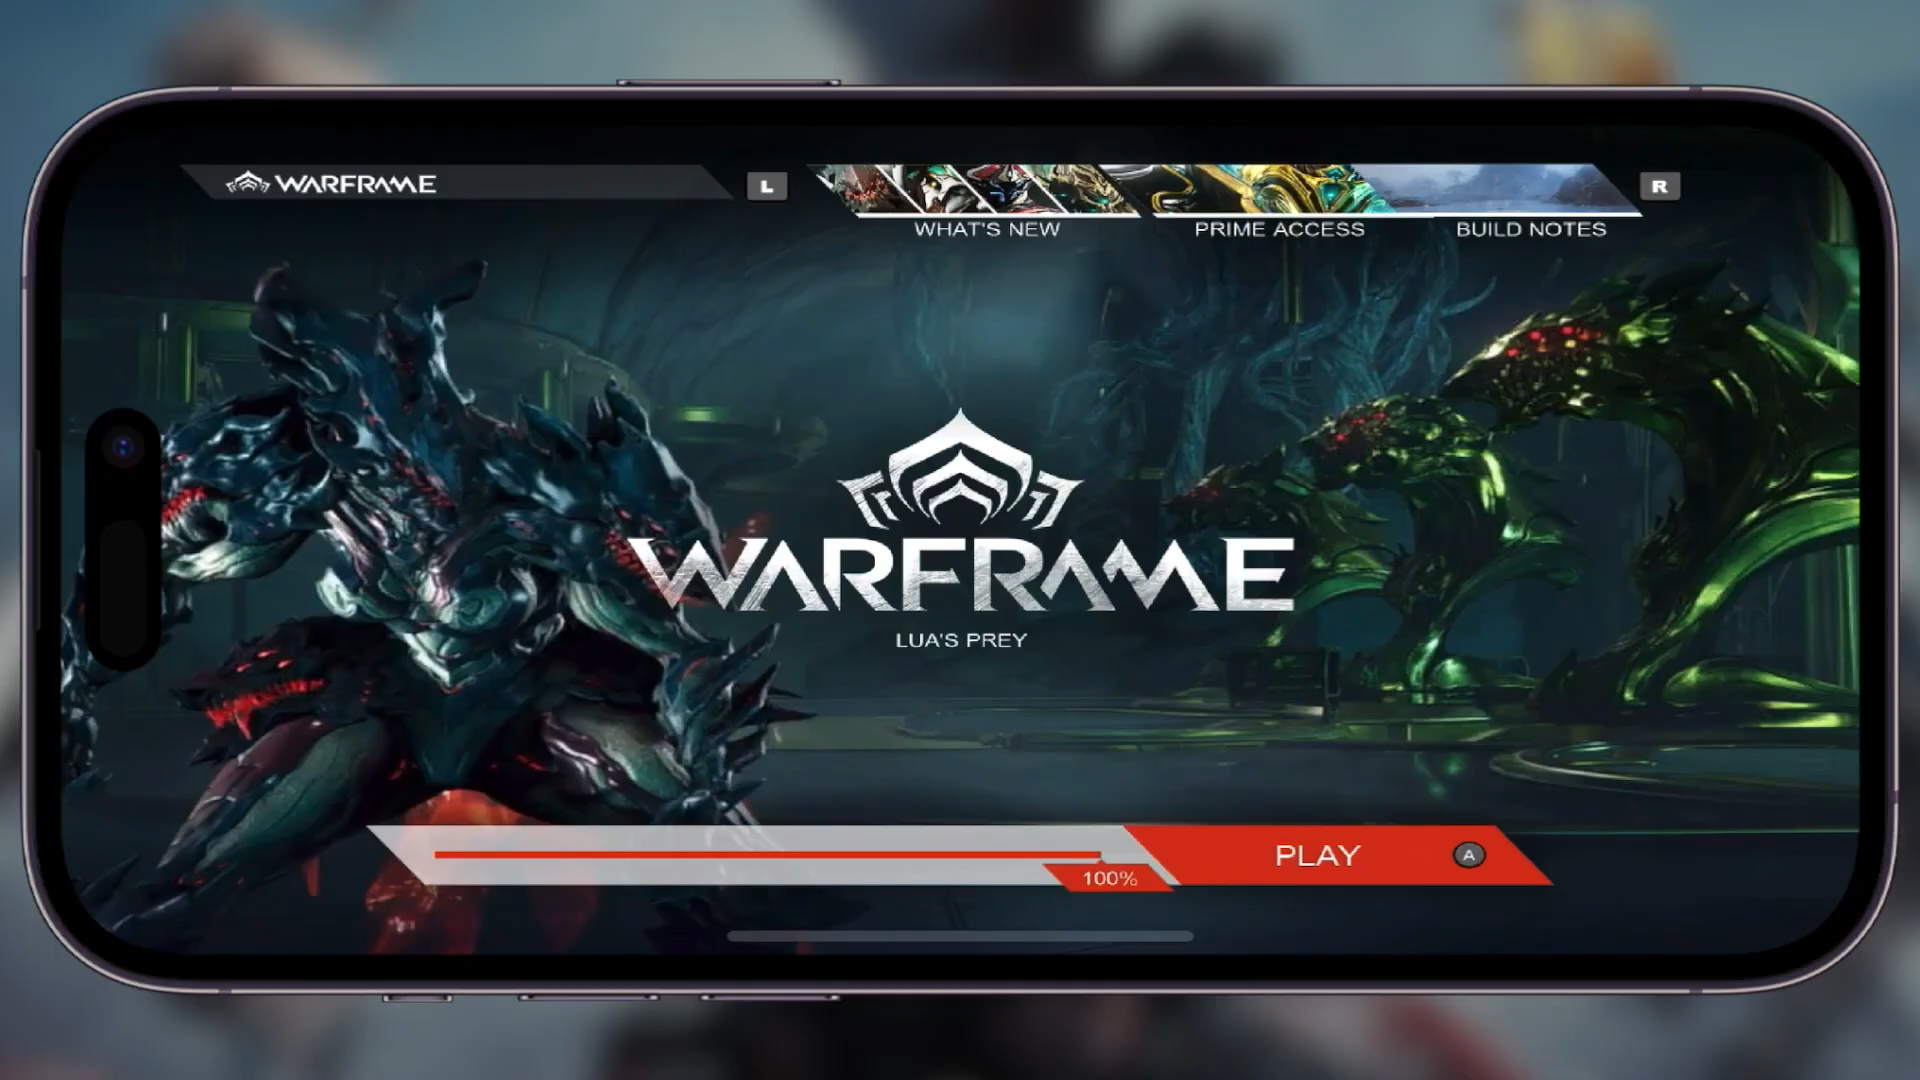 WARFRAME
L
R
WHAT'S NEW
PRIME ACCESS
BUILD NOTES
WARFRAME
LUA'S PREY
PLAY
A
100%